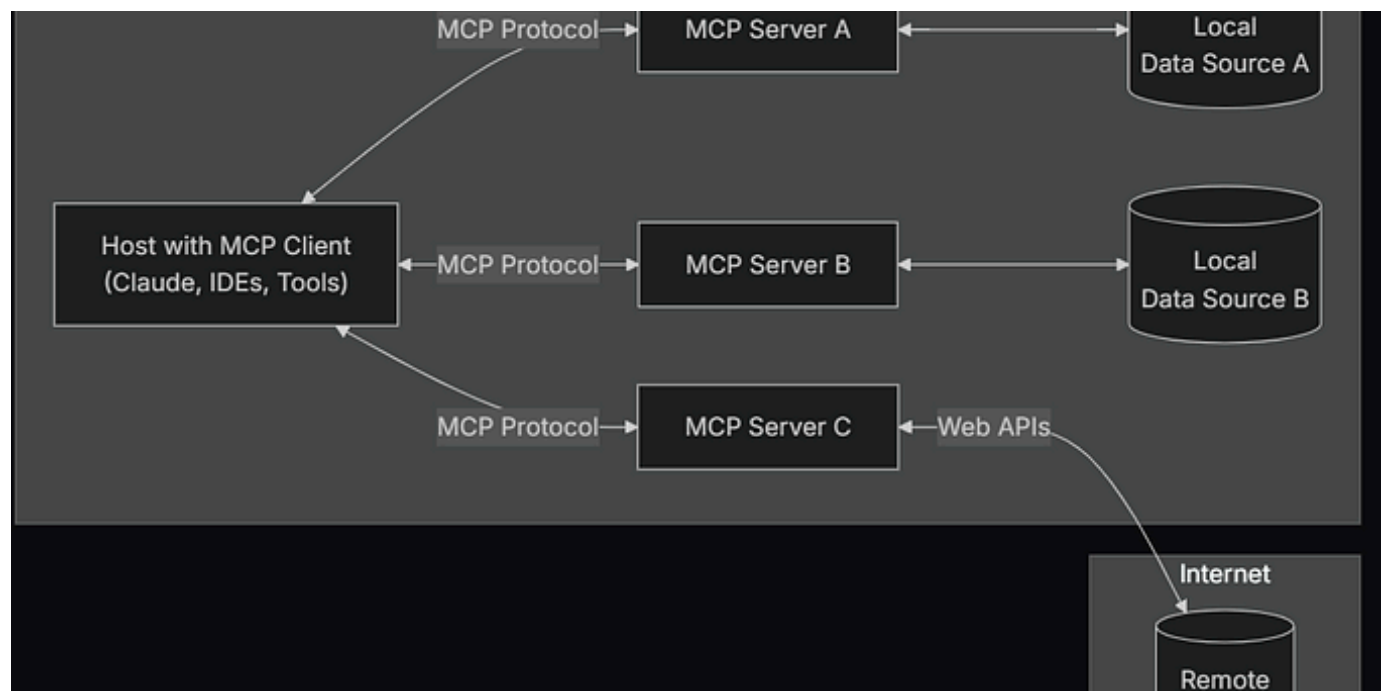 MCP Protocol
MCP Server A
Local
Data Source A
Host with MCP Client
(Claude, IDEs, Tools)
MCP Protocol
MCP Server B
Local
Data Source B
MCP Protocol
MCP Server C
Web APIs
Internet
Remote